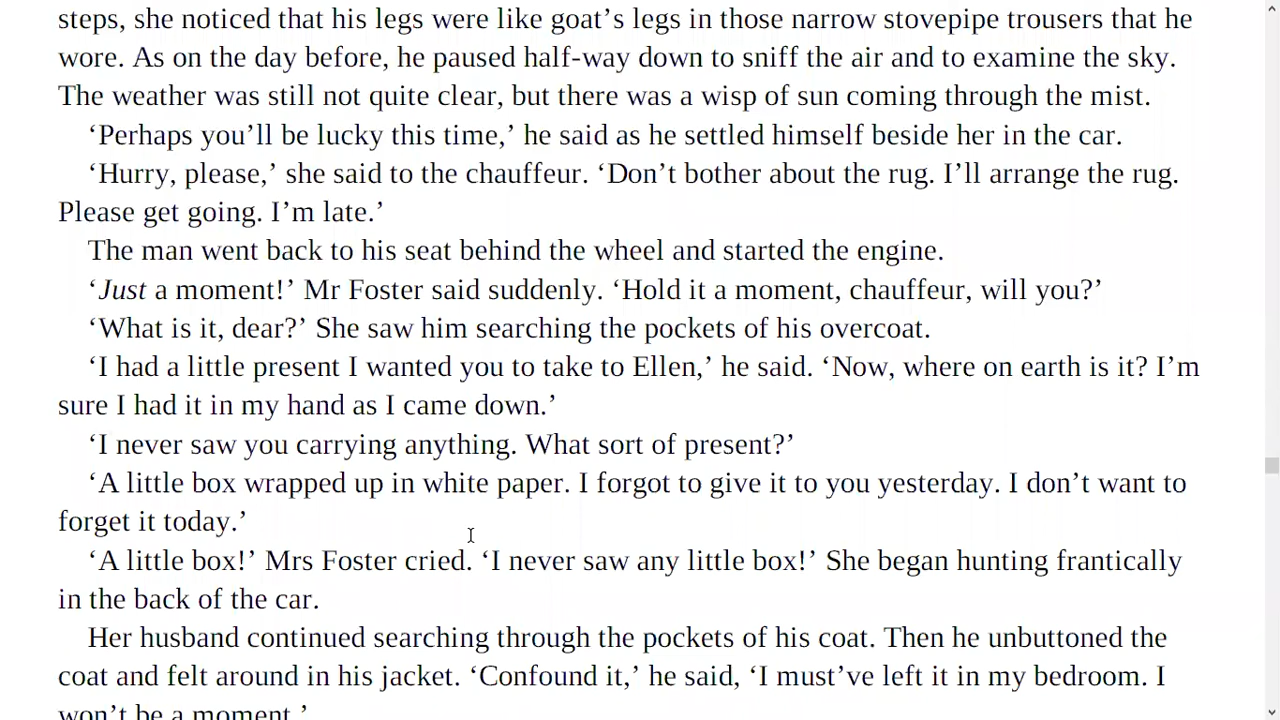 steps, she noticed that his legs were like goat’s legs in those narrow stovepipe trousers that he
wore. As on the day before, he paused half-way down to sniff the air and to examine the sky.
The weather was still not quite clear, but there was a wisp of sun coming through the mist.
‘Perhaps you’ll be lucky this time,’ he said as he settled himself beside her in the car.
‘Hurry, please,’ she said to the chauffeur. ‘Don’t bother about the rug. I’ll arrange the rug.
Please get going. I’m late.’
The man went back to his seat behind the wheel and started the engine.
‘Just a moment!’ Mr Foster said suddenly. ‘Hold it a moment, chauffeur, will you?’
‘What is it, dear?’ She saw him searching the pockets of his overcoat.
‘I had a little present I wanted you to take to Ellen,’ he said. ‘Now, where on earth is it? I’m
sure I had it in my hand as I came down.’
‘I never saw you carrying anything. What sort of present?’
‘A little box wrapped up in white paper. I forgot to give it to you yesterday. I don’t want to
forget it today.’
‘A little box!’ Mrs Foster cried. ‘I never saw any little box!’ She began hunting frantically
in the back of the car.
Her husband continued searching through the pockets of his coat. Then he unbuttoned the
coat and felt around in his jacket. ‘Confound it,’ he said, ‘I must’ve left it in my bedroom. I
won’t be a moment.’